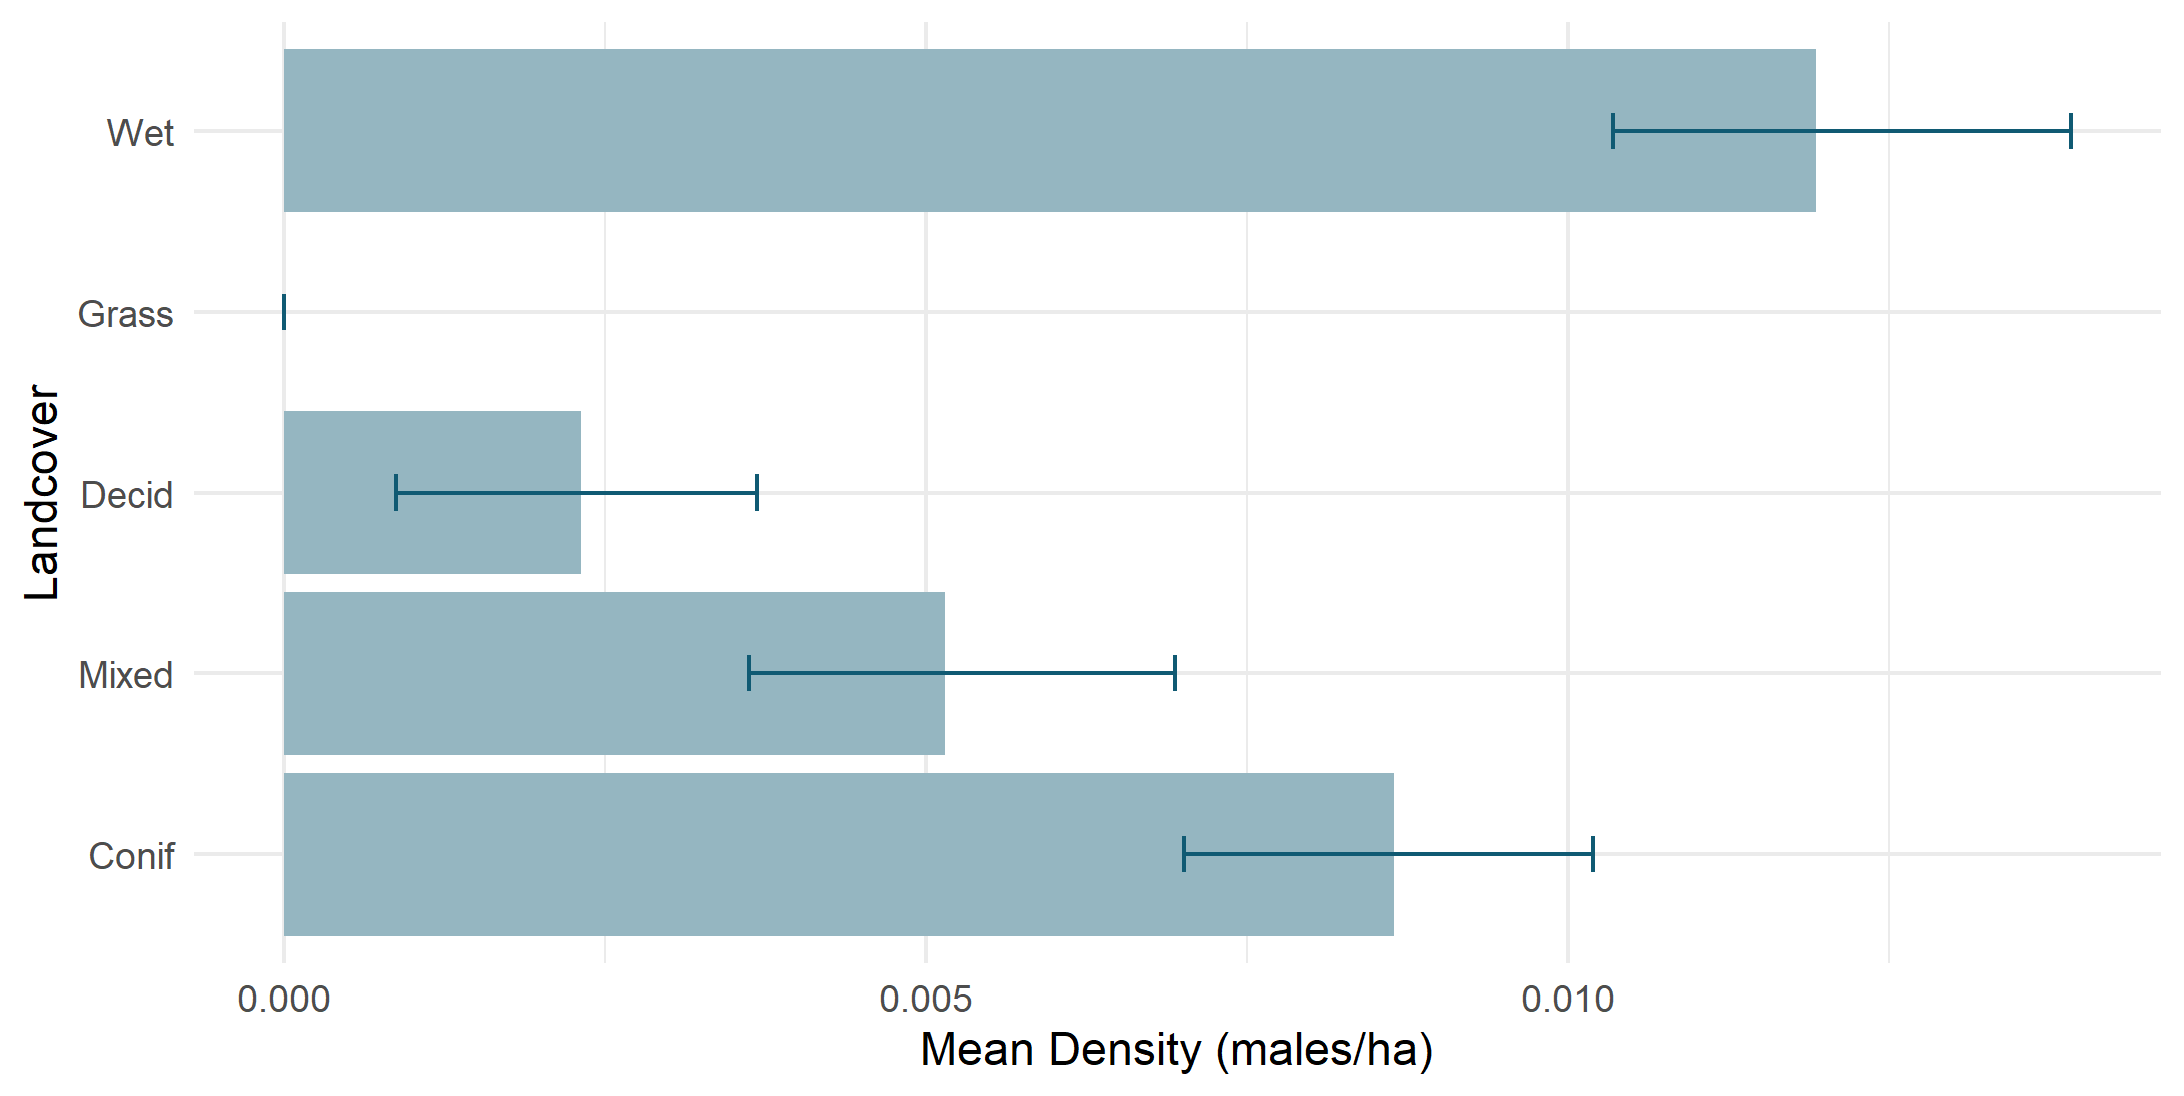 Landcover
Wet
Grass
Decid
Mixed
Conif
0.000 0.005 0.010
Mean Density (males/ha)